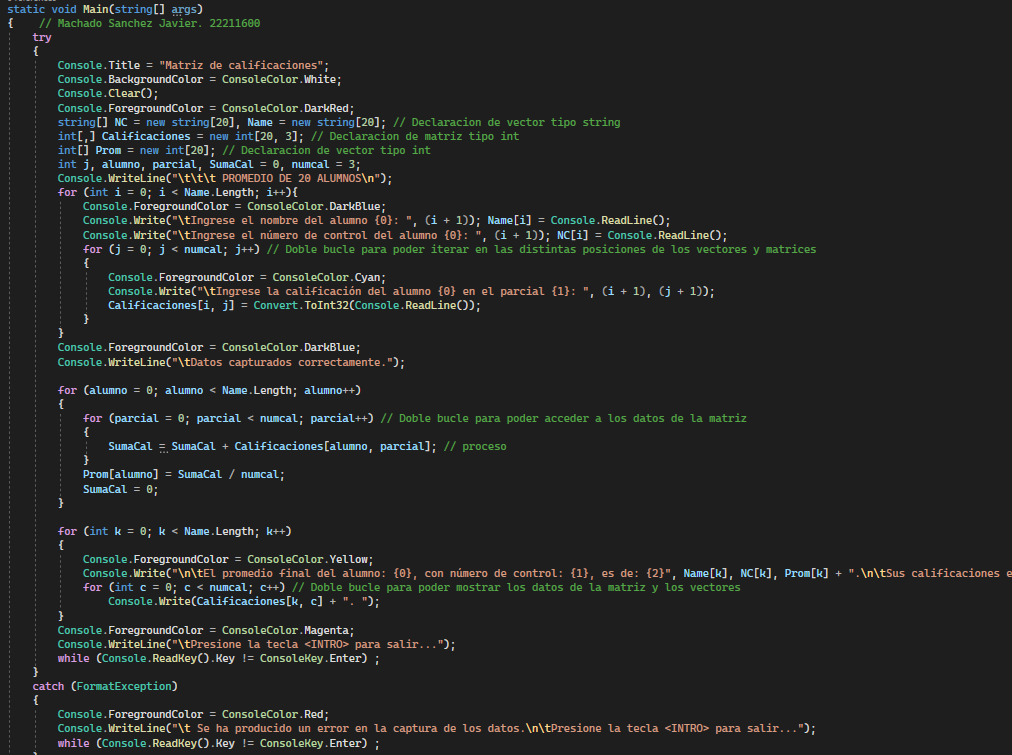 static void Main(string[] args)
{    // Machado Sanchez Javier. 22211600
    try
    {
        Console.Title = "Matriz de calificaciones";
        Console.BackgroundColor = ConsoleColor.White;
        Console.Clear();
        Console.ForegroundColor = ConsoleColor.DarkRed;
        string[] NC = new string[20], Name = new string[20]; // Declaracion de vector tipo string
        int[,] Calificaciones = new int[20, 3]; // Declaracion de matriz tipo int
        int[] Prom = new int[20]; // Declaracion de vector tipo int
        int j, alumno, parcial, SumaCal = 0, numcal = 3;
        Console.WriteLine("\t\t\t PROMEDIO DE 20 ALUMNOS\n");
        for (int i = 0; i < Name.Length; i++){
            Console.ForegroundColor = ConsoleColor.DarkBlue;
            Console.Write("\tIngrese el nombre del alumno {0}: ", (i + 1)); Name[i] = Console.ReadLine();
            Console.Write("\tIngrese el número de control del alumno {0}: ", (i + 1)); NC[i] = Console.ReadLine();
            for (j = 0; j < numcal; j++) // Doble bucle para poder iterar en las distintas posiciones de los vectores y matrices
            {
                Console.ForegroundColor = ConsoleColor.Cyan;
                Console.Write("\tIngrese la calificación del alumno {0} en el parcial {1}: ", (i + 1), (j + 1));
                Calificaciones[i, j] = Convert.ToInt32(Console.ReadLine());
            }
        }
        Console.ForegroundColor = ConsoleColor.DarkBlue;
        Console.WriteLine("\tDatos capturados correctamente.");

        for (alumno = 0; alumno < Name.Length; alumno++)
        {
            for (parcial = 0; parcial < numcal; parcial++) // Doble bucle para poder acceder a los datos de la matriz
            {
                SumaCal = SumaCal + Calificaciones[alumno, parcial]; // proceso
            }
            Prom[alumno] = SumaCal / numcal;
            SumaCal = 0;
        }

        for (int k = 0; k < Name.Length; k++)
        {
            Console.ForegroundColor = ConsoleColor.Yellow;
            Console.Write("\n\tEl promedio final del alumno: {0}, con número de control: {1}, es de: {2}", Name[k], NC[k], Prom[k] + ".\n\tSus calificaciones e
            for (int c = 0; c < numcal; c++) // Doble bucle para poder mostrar los datos de la matriz y los vectores
                Console.Write(Calificaciones[k, c] + ". ");
        }
        Console.ForegroundColor = ConsoleColor.Magenta;
        Console.WriteLine("\tPresione la tecla <INTRO> para salir...");
        while (Console.ReadKey().Key != ConsoleKey.Enter) ;
    }
    catch (FormatException)
    {
        Console.ForegroundColor = ConsoleColor.Red;
        Console.WriteLine("\t Se ha producido un error en la captura de los datos.\n\tPresione la tecla <INTRO> para salir...");
        while (Console.ReadKey().Key != ConsoleKey.Enter) ;